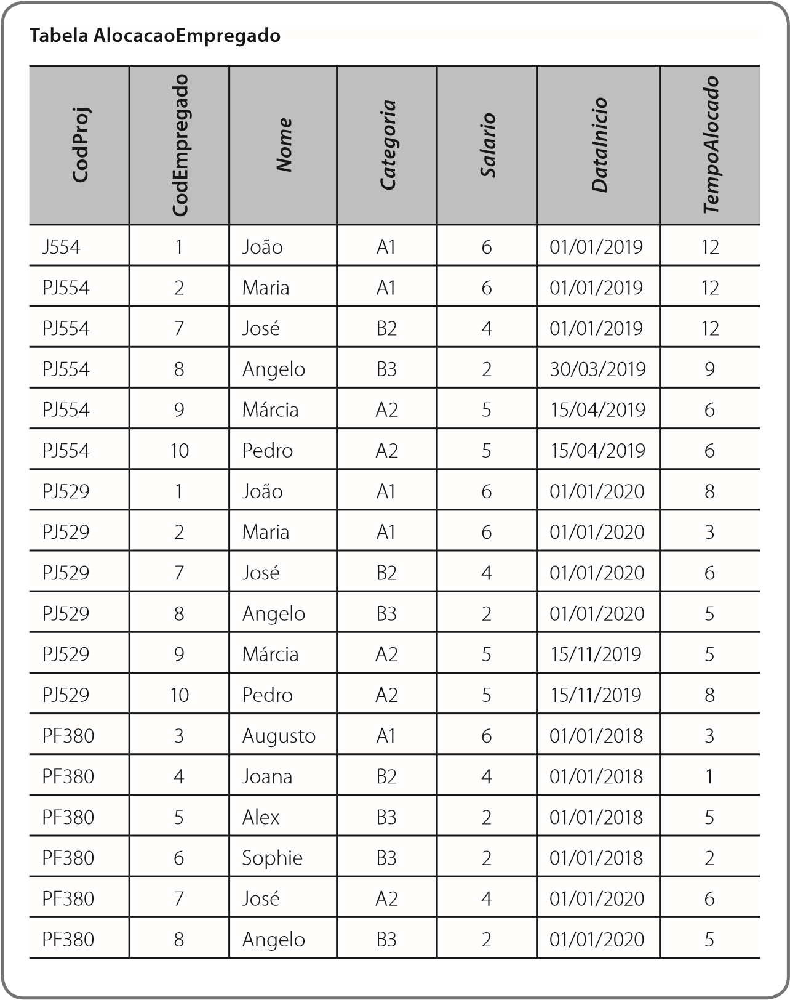 Tabela AlocacaoEmpregado
CodProj CodEmpregado Nome Categoria Salario DataInicio TempoAlocado
J554 1 João A1 6 01/01/2019 12
PJ554 2 Maria A1 6 01/01/2019 12
PJ554 7 José B2 4 01/01/2019 12
PJ554 8 Angelo B3 2 30/03/2019 9
PJ554 9 Márcia A2 5 15/04/2019 6
PJ554 10 Pedro A2 5 15/04/2019 6
PJ529 1 João A1 6 01/01/2020 8
PJ529 2 Maria A1 6 01/01/2020 3
PJ529 7 José B2 4 01/01/2020 6
PJ529 8 Angelo B3 2 01/01/2020 5
PJ529 9 Márcia A2 5 15/11/2019 5
PJ529 10 Pedro A2 5 15/11/2019 8
PF380 3 Augusto A1 6 01/01/2018 3
PF380 4 Joana B2 4 01/01/2018 1
PF380 5 Alex B3 2 01/01/2018 5
PF380 6 Sophie B3 2 01/01/2018 2
PF380 7 José A2 4 01/01/2020 6
PF380 8 Angelo B3 2 01/01/2020 5